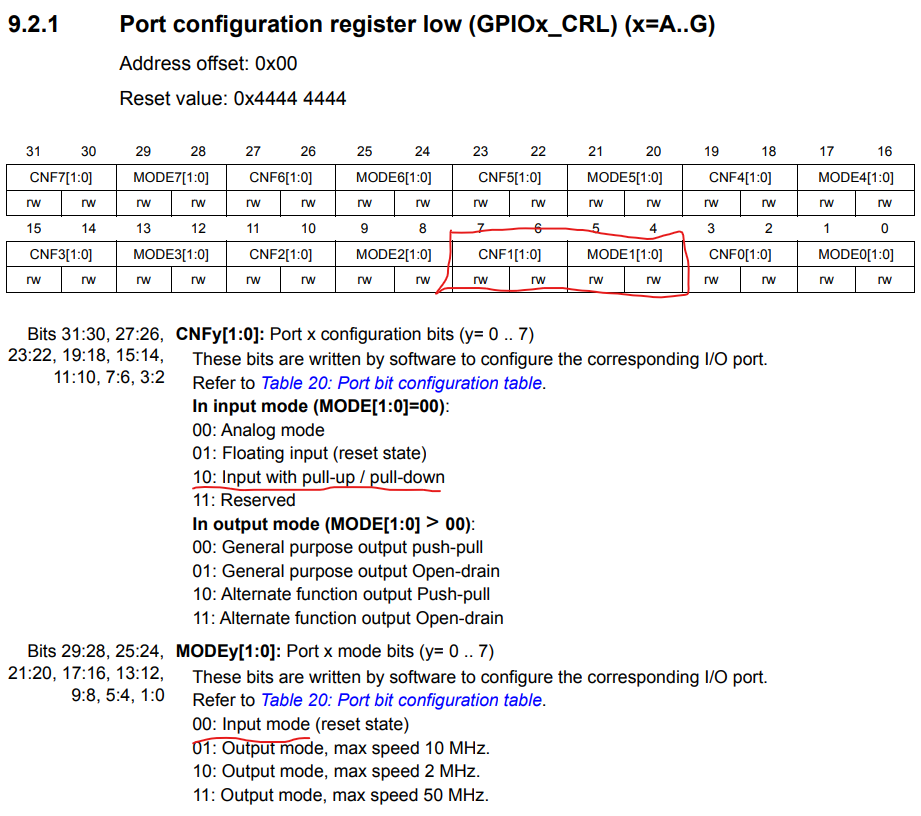 9.2.1 Port configuration register low (GPIOx_CRL) (x=A..G)
Address offset: 0x00
Reset value: 0x4444 4444
31 30 29 28 27 26 25 24 23 22 21 20 19 18 17 16
CNF7[1:0] MODE7[1:0] CNF6[1:0] MODE6[1:0] CNF5[1:0] MODE5[1:0] CNF4[1:0] MODE4[1:0]
rw rw rw rw rw rw rw rw rw rw rw rw rw rw rw rw
15 14 13 12 11 10 9 8 7 6 5 4 3 2 1 0
CNF3[1:0] MODE3[1:0] CNF2[1:0] MODE2[1:0] CNF1[1:0] MODE1[1:0] CNF0[1:0] MODE0[1:0]
rw rw rw rw rw rw rw rw rw rw rw rw rw rw rw rw
Bits 31:30, 27:26, CNFy[1:0]: Port x configuration bits (y= 0 .. 7)
23:22, 19:18, 15:14, These bits are written by software to configure the corresponding I/O port.
11:10, 7:6, 3:2 Refer to Table 20: Port bit configuration table.
In input mode (MODE[1:0]=00):
00: Analog mode
01: Floating input (reset state)
10: Input with pull-up / pull-down
11: Reserved
In output mode (MODE[1:0] > 00):
00: General purpose output push-pull
01: General purpose output Open-drain
10: Alternate function output Push-pull
11: Alternate function output Open-drain
Bits 29:28, 25:24, MODEy[1:0]: Port x mode bits (y= 0 .. 7)
21:20, 17:16, 13:12, These bits are written by software to configure the corresponding I/O port.
9:8, 5:4, 1:0 Refer to Table 20: Port bit configuration table.
00: Input mode (reset state)
01: Output mode, max speed 10 MHz.
10: Output mode, max speed 2 MHz.
11: Output mode, max speed 50 MHz.